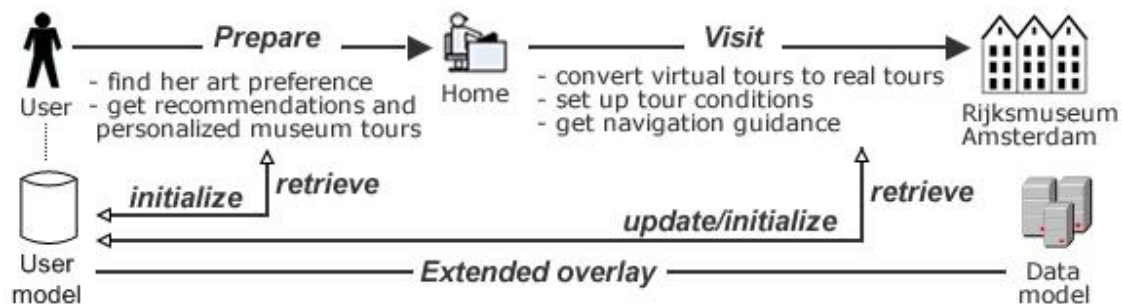 Prepare
Visit
- find her art preference
- get recommendations and
personalized museum tours
- convert virtual tours to real tours
- set up tour conditions
- get navigation guidance
User
Home
Rijksmuseum
Amsterdam
initialize
retrieve
update/initialize
retrieve
User
model
Extended overlay
Data
model